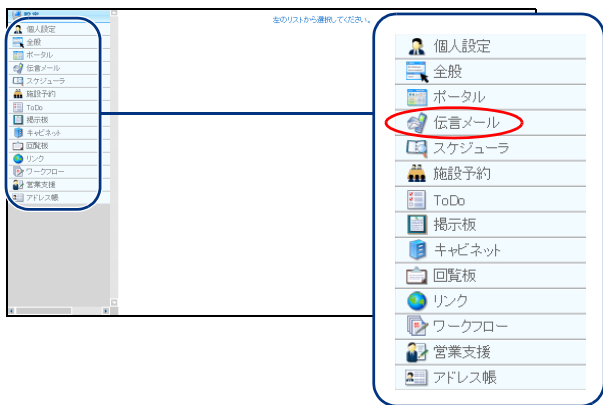 設定
左のリストから選択してください。
個人設定
全般
ポータル
伝言メール
スケジューラ
施設予約
ToDo
掲示板
キャビネット
回覧板
リンク
ワークフロー
営業支援
アドレス帳
個人設定
全般
ポータル
伝言メール
スケジューラ
施設予約
ToDo
掲示板
キャビネット
回覧板
リンク
ワークフロー
営業支援
アドレス帳